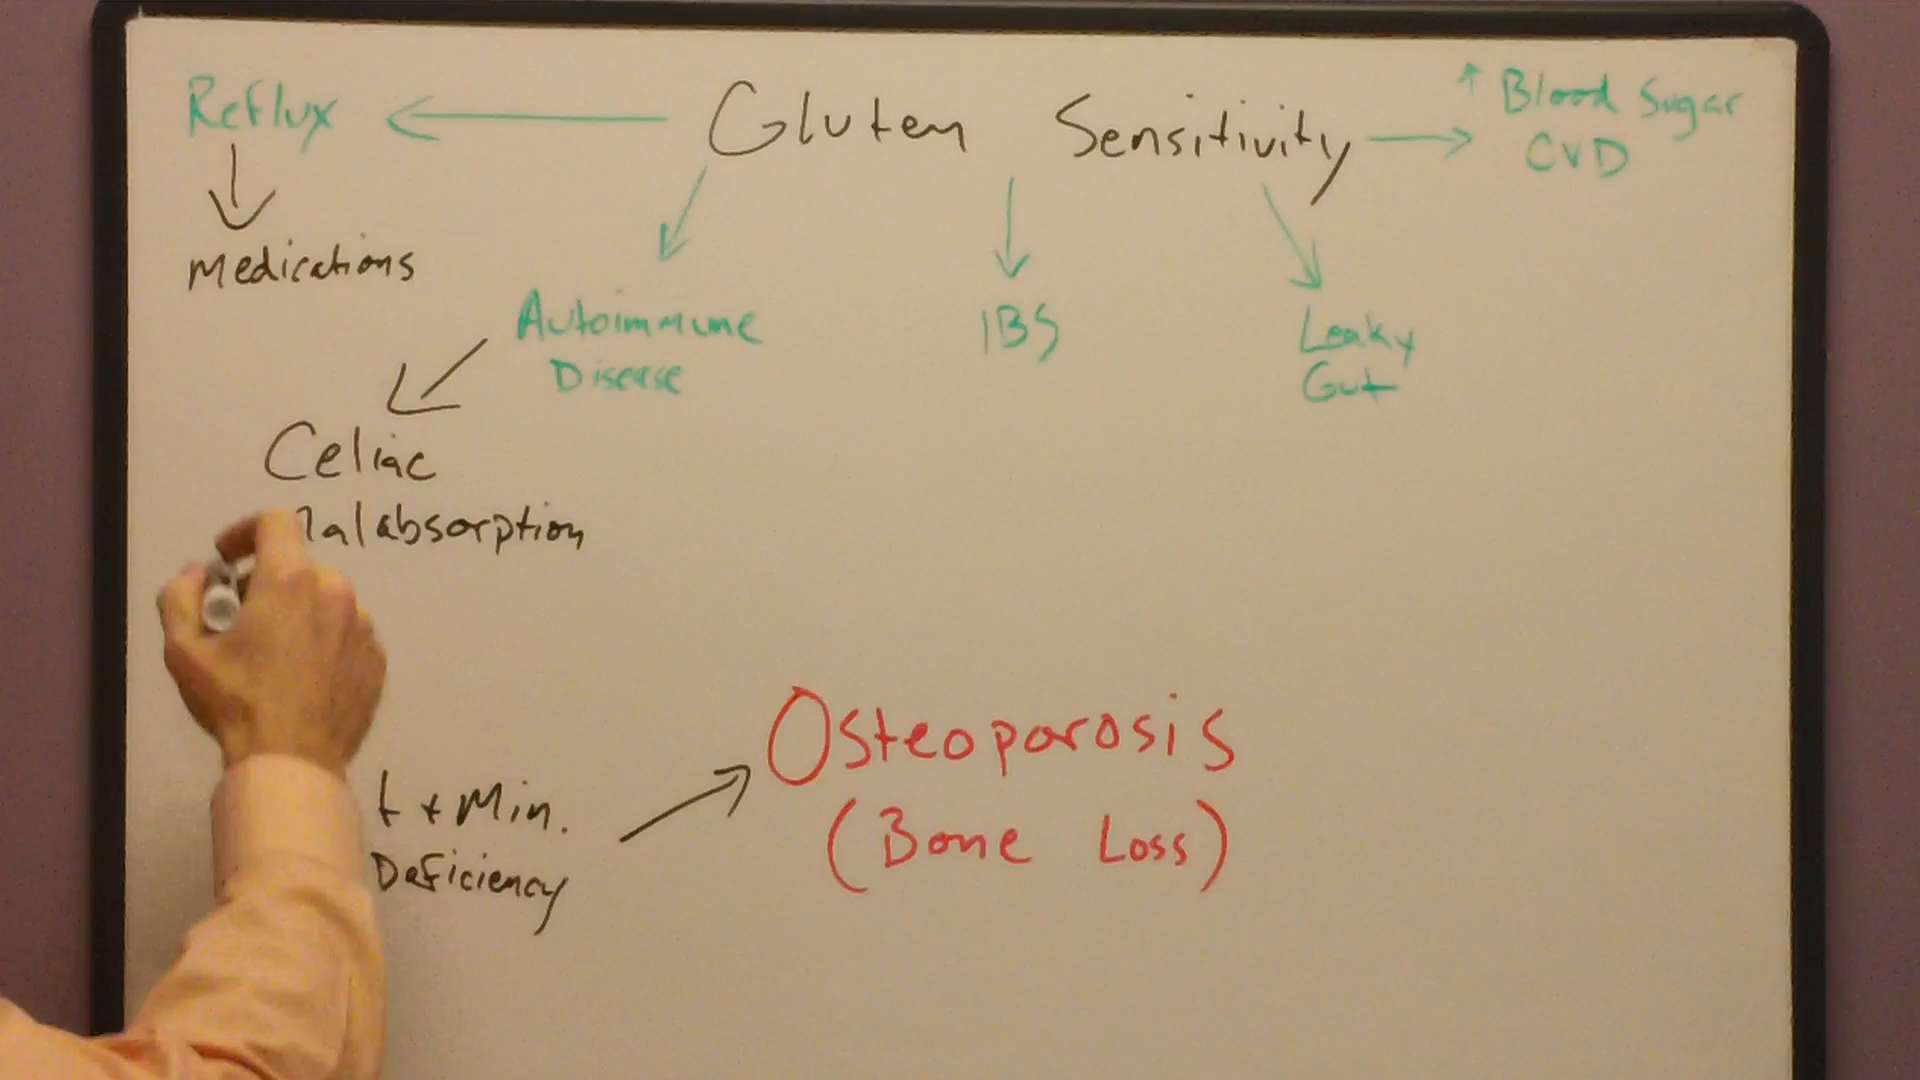 Reflux
Gluten Sensitivity
↑ Blood Sugar
CVD
Medications
Autoimmune
Disease
IBS
Leaky
Gut
Celiac
alabsorption
t + Min.
Deficiency
Osteoporosis
(Bone Loss)